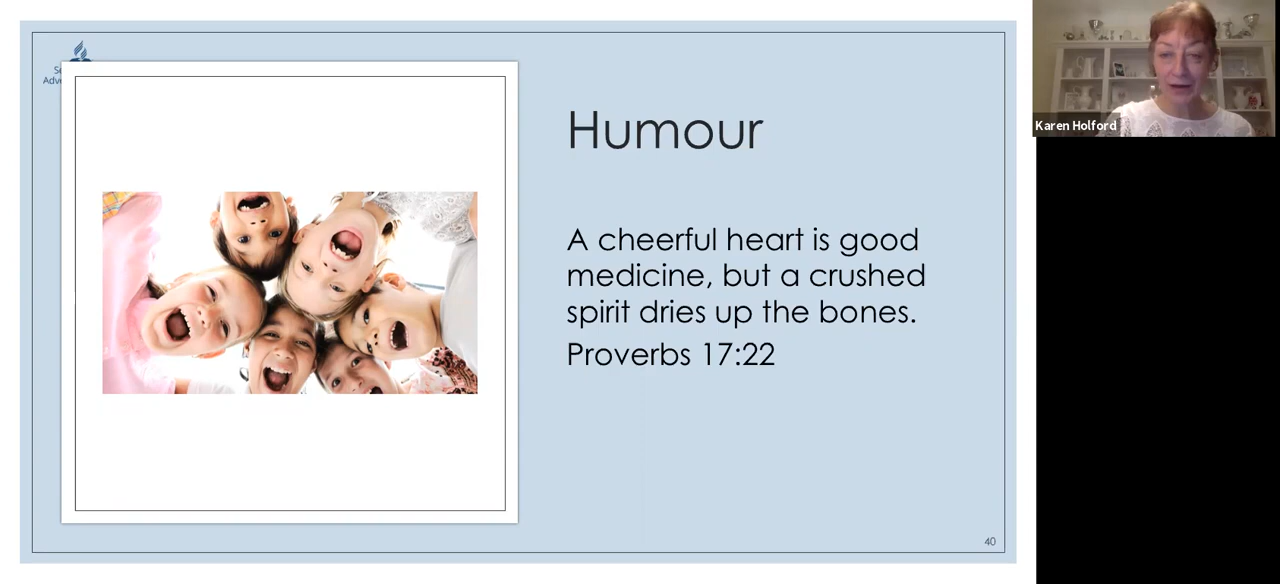 Humour
A cheerful heart is good
medicine, but a crushed
spirit dries up the bones.
Proverbs 17:22
40
Karen Holford